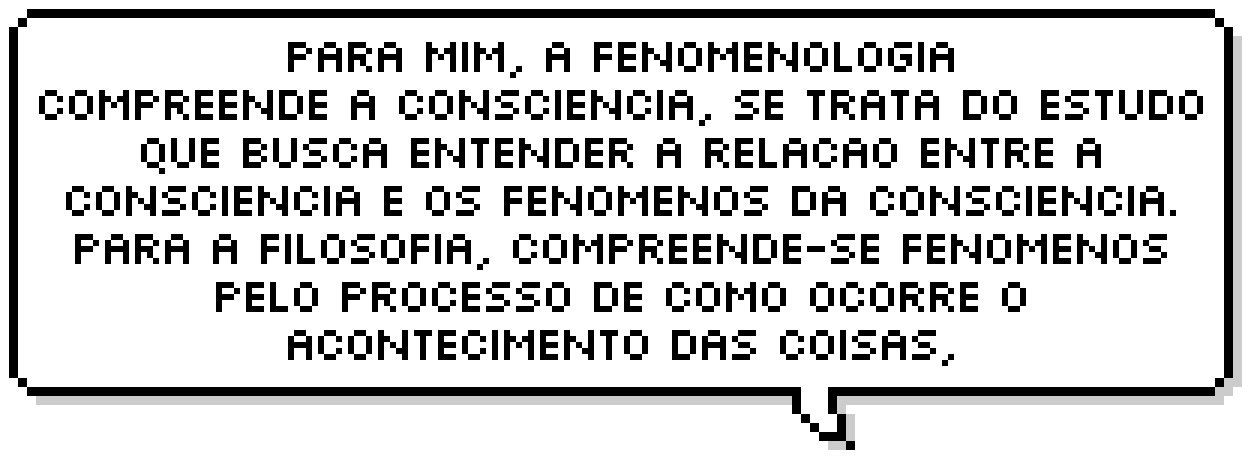 PARA MIM, A FENOMENOLOGIA
COMPREENDE A CONSCIENCIA, SE TRATA DO ESTUDO
QUE BUSCA ENTENDER A RELACAO ENTRE A
CONSCIENCIA E OS FENOMENOS DA CONSCIENCIA.
PARA A FILOSOFIA, COMPREENDE-SE FENOMENOS
PELO PROCESSO DE COMO OCORRE O
ACONTECIMENTO DAS COISAS,